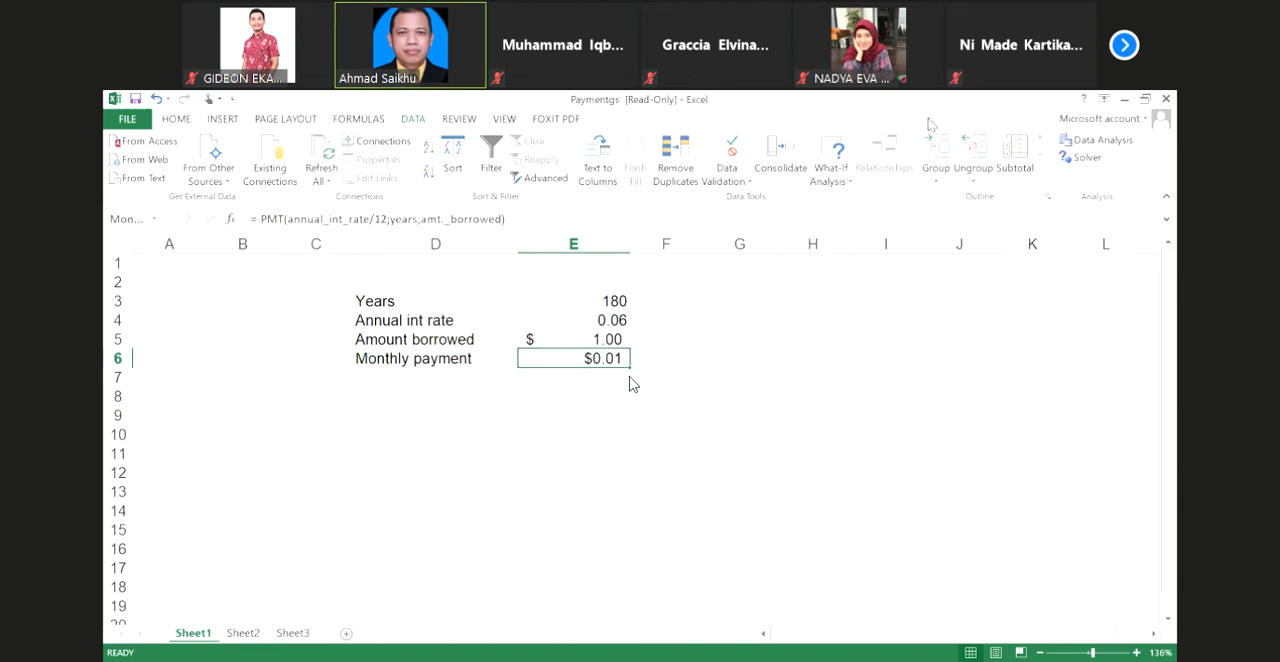 GIDEON EKA...
Ahmad Saikhu
Muhammad Iqb...
Graccia Elvina...
NADYA EVA ...
Ni Made Kartika...
Paymentgs [Read-Only] - Excel
?
FILE HOME INSERT PAGE LAYOUT FORMULAS DATA REVIEW VIEW FOXIT PDF Microsoft account
From Access
From Web
From Text
From Other
Sources
Get External Data
Existing
Connections
Refresh
All
Connections
Properties
Edit Links
Connections
Sort
Filter
Clear
Reapply
Advanced
Sort & Filter
Text to
Columns
Flash
Fill
Remove
Duplicates
Data
Validation
Consolidate
What-If
Analysis
Relationships
Data Tools
Group
Ungroup
Subtotal
Outline
Data Analysis
Solver
Analysis
Mon... fx =-PMT(annual_int_rate/12;years;amt._borrowed)
A B C D E F G H I J K L
1
2
3 Years 180
4 Annual int rate 0.06
5 Amount borrowed $ 1.00
6 Monthly payment $0.01
7
8
9
10
11
12
13
14
15
16
17
18
19
20
Sheet1 Sheet2 Sheet3
READY 136%